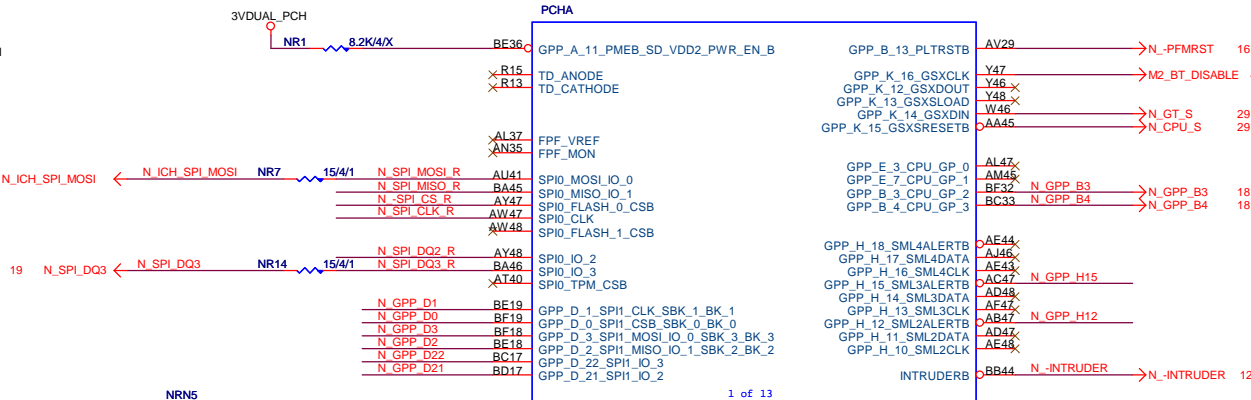 PCHA
3VDUAL_PCH
NR1 8.2K/4/X BE36 GPP_A_11_PMEB_SD_VDD2_PWR_EN_B GPP_B_13_PLTRSTB AV29 N_-PFMRST 16
R15 TD_ANODE GPP_K_16_GSXCLK Y47 M2_BT_DISABLE
R13 TD_CATHODE GPP_K_12_GSXDOUT Y46
GPP_K_13_GSXSLOAD Y48
GPP_K_14_GSXDIN W46 N_GT_S 29
GPP_K_15_GSXSRESETB AA45 N_CPU_S 29
AL37 FPF_VREF
AN35 FPF_MON
GPP_E_3_CPU_GP_0 AL47
N_ICH_SPI_MOSI N_ICH_SPI_MOSI NR7 15/4/1 N_SPI_MOSI_R AU41 SPI0_MOSI_IO_0 GPP_E_7_CPU_GP_1 AM45
N_SPI_MISO_R BA45 SPI0_MISO_IO_1 GPP_B_3_CPU_GP_2 BF32 N_GPP_B3 N_GPP_B3 18
N_-SPI_CS_R AY47 SPI0_FLASH_0_CSB GPP_B_4_CPU_GP_3 BC33 N_GPP_B4 N_GPP_B4 18
N_SPI_CLK_R AW47 SPI0_CLK
AW48 SPI0_FLASH_1_CSB
GPP_H_18_SML4ALERTB AE44
N_SPI_DQ2_R AY48 SPI0_IO_2 GPP_H_17_SML4DATA AJ46
19 N_SPI_DQ3 N_SPI_DQ3 NR14 15/4/1 N_SPI_DQ3_R BA46 SPI0_IO_3 GPP_H_16_SML4CLK AE43
AT40 SPI0_TPM_CSB GPP_H_15_SML3ALERTB AC47 N_GPP_H15
GPP_H_14_SML3DATA AD48
N_GPP_D1 BE19 GPP_D_1_SPI1_CLK_SBK_1_BK_1 GPP_H_13_SML3CLK AF47
N_GPP_D0 BF19 GPP_D_0_SPI1_CSB_SBK_0_BK_0 GPP_H_12_SML2ALERTB AB47 N_GPP_H12
N_GPP_D3 BF18 GPP_D_3_SPI1_MOSI_IO_0_SBK_3_BK_3 GPP_H_11_SML2DATA AD47
N_GPP_D2 BE18 GPP_D_2_SPI1_MISO_IO_1_SBK_2_BK_2 GPP_H_10_SML2CLK AE48
N_GPP_D22 BC17 GPP_D_22_SPI1_IO_3
N_GPP_D21 BD17 GPP_D_21_SPI1_IO_2 INTRUDERB BB44 N_-INTRUDER N_-INTRUDER 12
NRN5 1 of 13